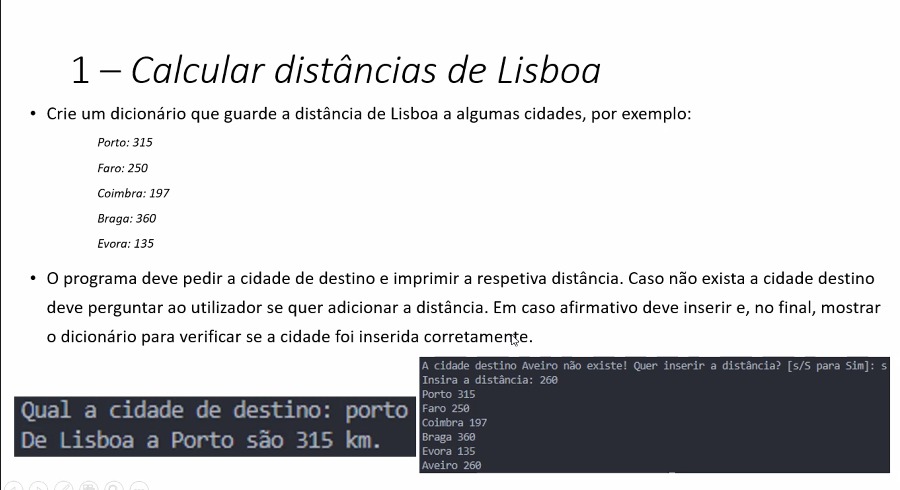 1 – Calcular distâncias de Lisboa
• Crie um dicionário que guarde a distância de Lisboa a algumas cidades, por exemplo:
Porto: 315
Faro: 250
Coimbra: 197
Braga: 360
Evora: 135
• O programa deve pedir a cidade de destino e imprimir a respetiva distância. Caso não exista a cidade destino
deve perguntar ao utilizador se quer adicionar a distância. Em caso afirmativo deve inserir e, no final, mostrar
o dicionário para verificar se a cidade foi inserida corretamente.
Qual a cidade de destino: porto
De Lisboa a Porto são 315 km.
A cidade destino Aveiro não existe! Quer inserir a distância? [s/S para Sim]: s
Insira a distância: 260
Porto 315
Faro 250
Coimbra 197
Braga 360
Evora 135
Aveiro 260